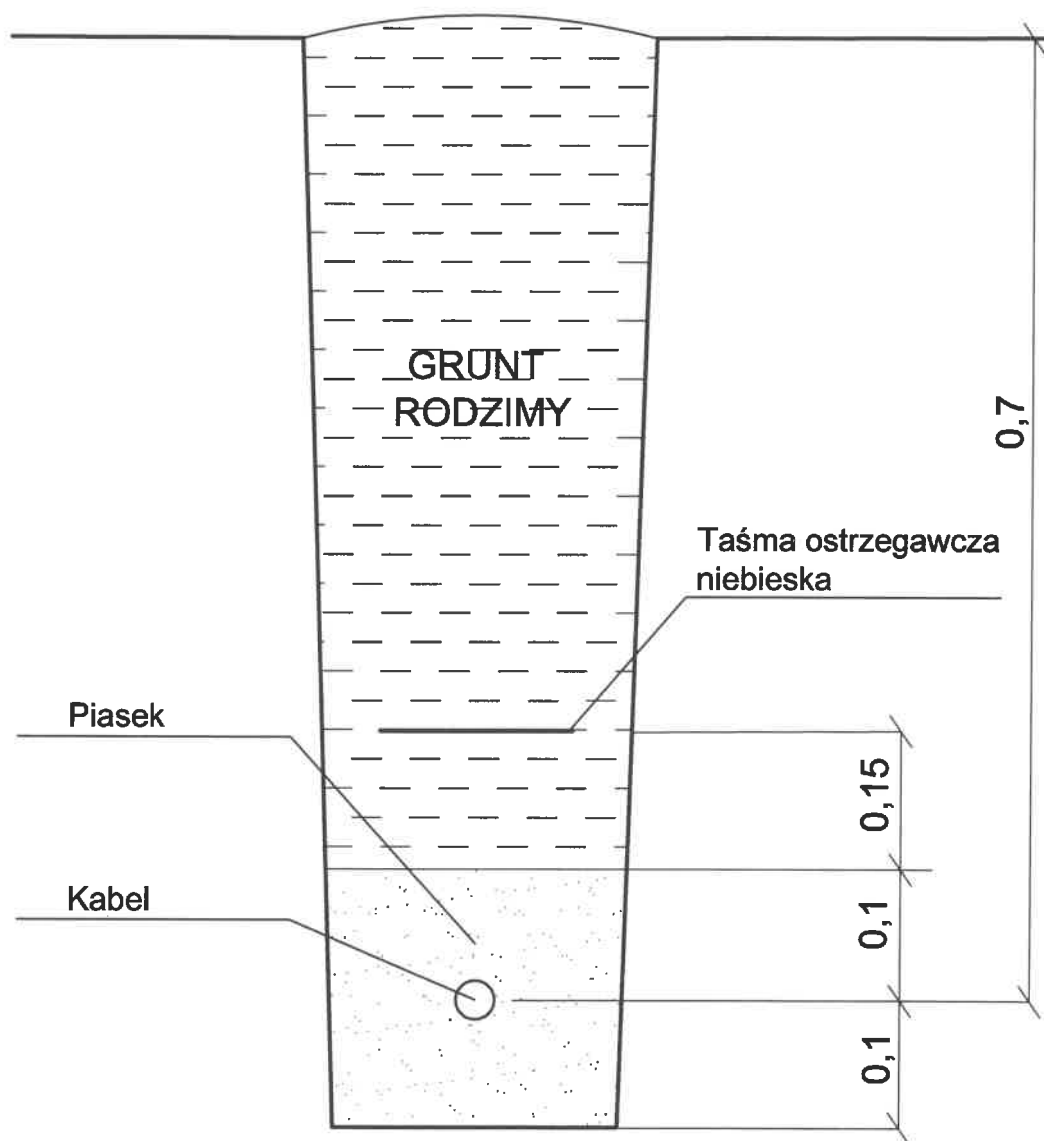 GRUNT
RODZIMY
0,7
Taśma ostrzegawcza
niebieska
Piasek
0,15
Kabel
0,1
0,1